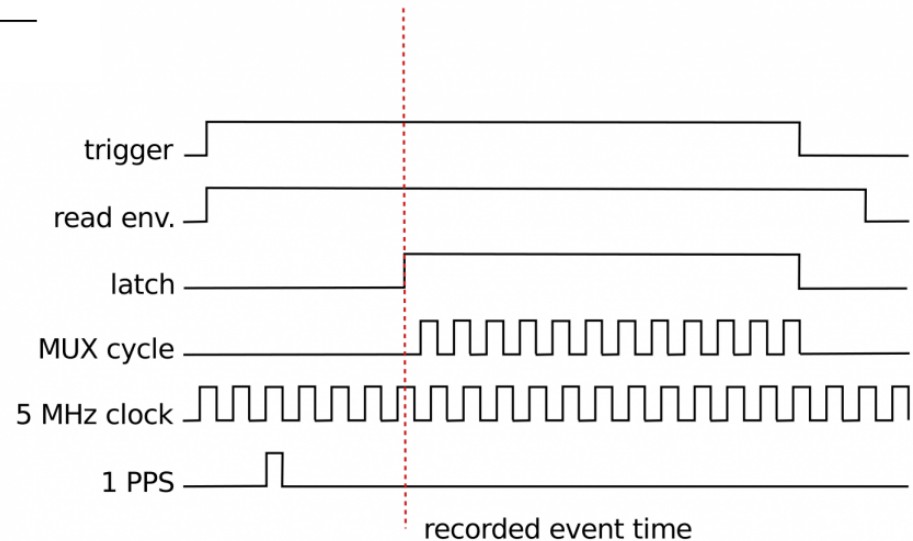 trigger
read env.
latch
MUX cycle
5 MHz clock
1 PPS
recorded event time